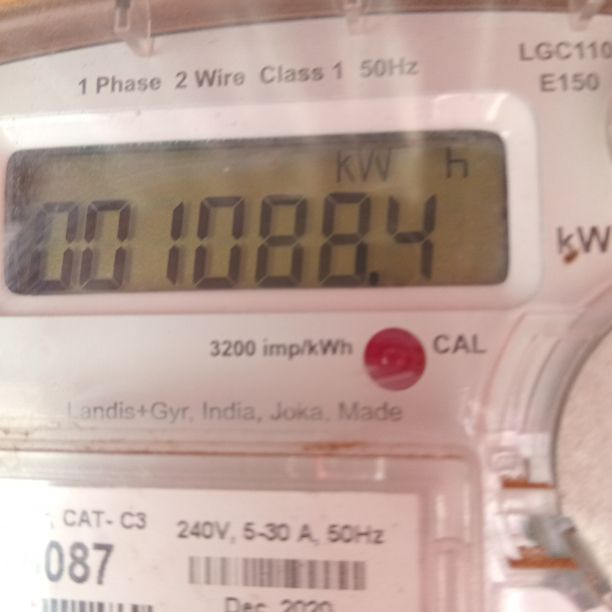 1 Phase 2 Wire Class 1 50Hz
LGC110
E150
kW h
001088.4
kW
3200 imp/kWh
CAL
Landis+Gyr, India, Joka, Made
, CAT- C3
240V, 5-30 A, 50Hz
087
Dec 2020